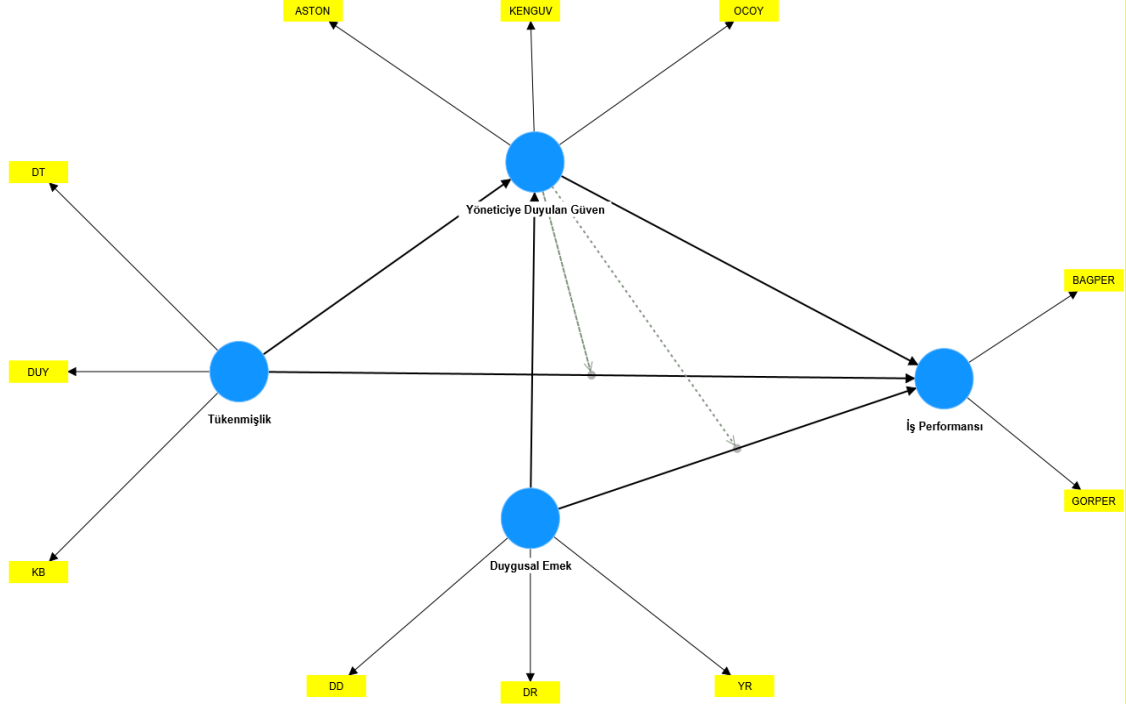 ASTON
KENGUV
OCOY
DT
Yöneticiye Duyulan Güven
BAGPER
DUY
Tükenmişlik
İş Performansı
GORPER
KB
Duygusal Emek
DD
DR
YR